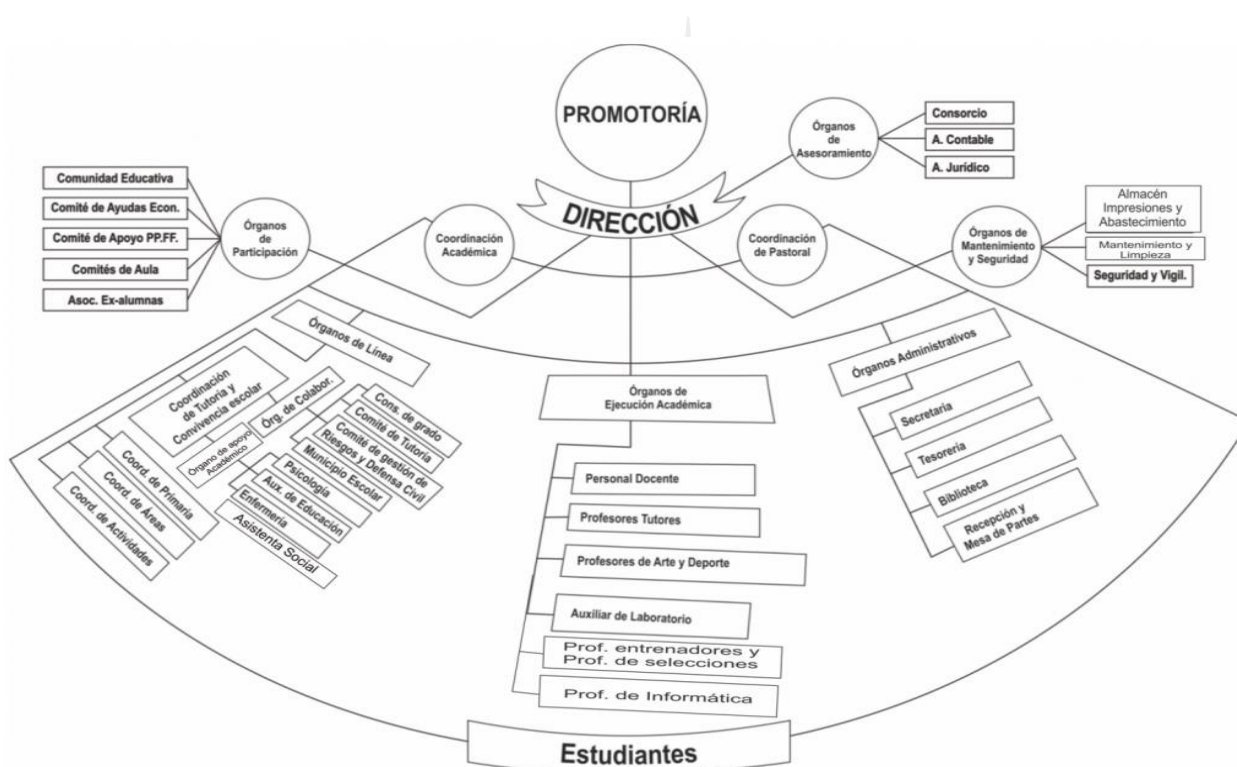 PROMOTORÍA
DIRECCIÓN
Órganos
de
Asesoramiento
Consorcio
A. Contable
A. Jurídico
Comunidad Educativa
Comité de Ayudas Econ.
Comité de Apoyo PP.FF.
Comités de Aula
Asoc. Ex-alumnas
Órganos
de
Participación
Coordinación
Académica
Coordinación
de Pastoral
Órganos de
Mantenimiento
y Seguridad
Almacén
Impresiones y
Abastecimiento
Mantenimiento y
Limpieza
Seguridad y Vigil.
Órganos de Línea
Coordinación
de Tutoría y
Convivencia escolar
Órg. de Colabor.
Órgano de apoyo
Académico
Cons. de grado
Comité de Tutoría
Comité de gestión de
Riesgos y Defensa Civil
Municipio Escolar
Psicología
Aux. de Educación
Enfermería
Asistenta Social
Coord. de Primaria
Coord. de Áreas
Coord. de Actividades
Órganos de
Ejecución Académica
Personal Docente
Profesores Tutores
Profesores de Arte y Deporte
Auxiliar de Laboratorio
Prof. entrenadores y
Prof. de selecciones
Prof. de Informática
Órganos Administrativos
Secretaria
Tesorería
Biblioteca
Recepción y
Mesa de Partes
Estudiantes